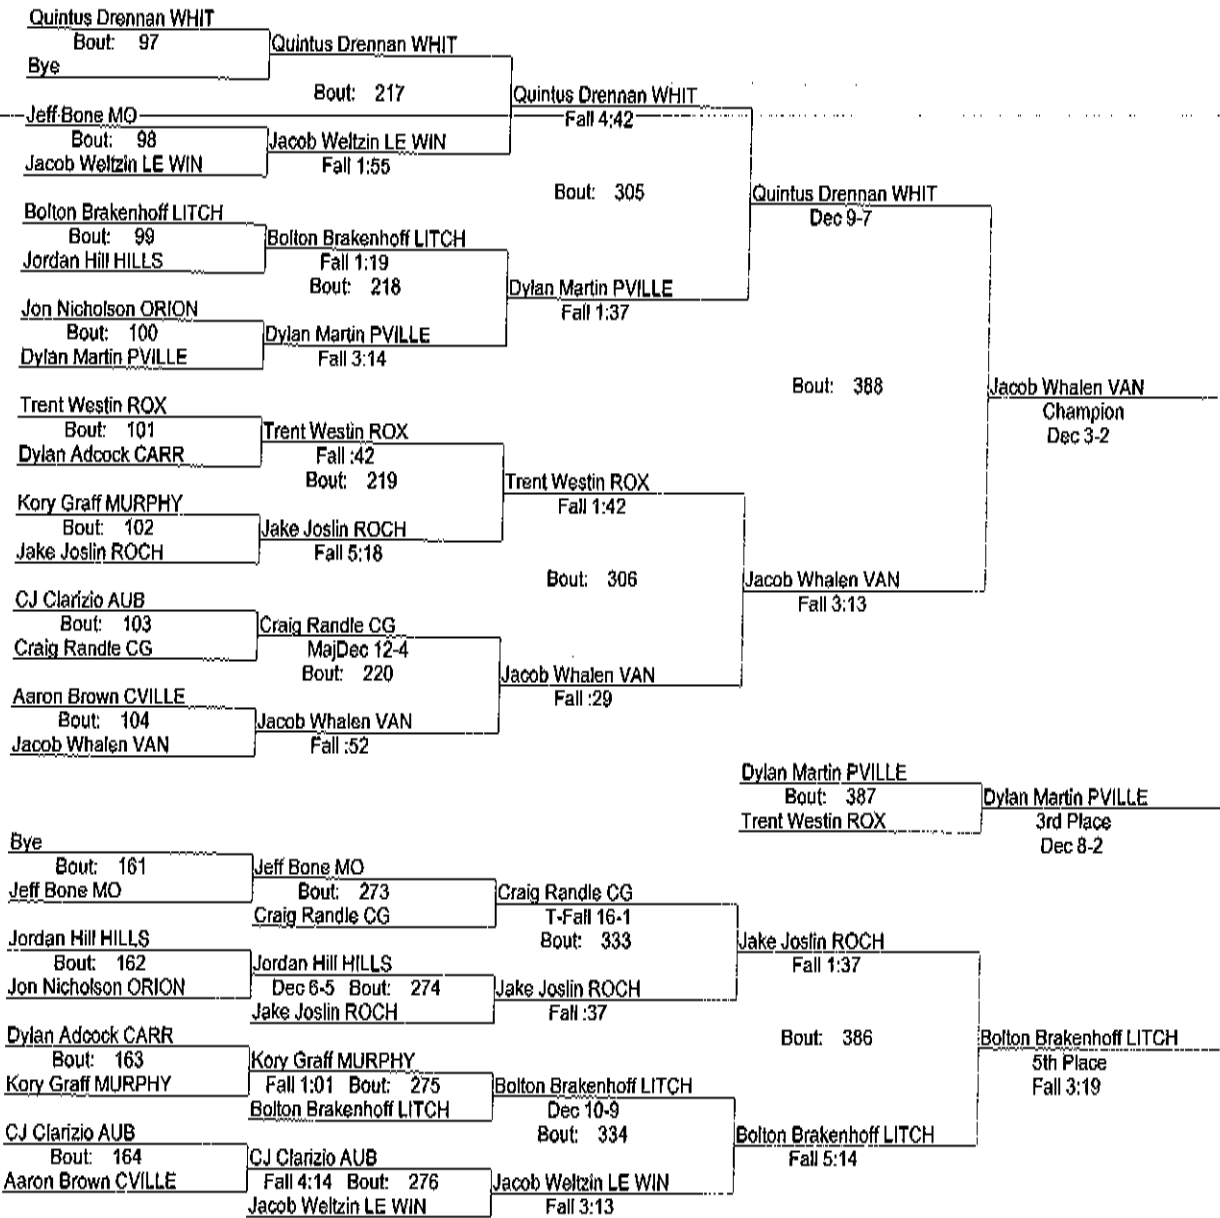 Quintus Drennan WHIT
Bout: 97
Bye
Quintus Drennan WHIT
Bout: 217
Jeff Bone MO
Bout: 98
Jacob Weltzin LE WIN
Jacob Weltzin LE WIN
Fall 1:55
Quintus Drennan WHIT
Fall 4:42
Bout: 305
Bolton Brakenhoff LITCH
Bout: 99
Jordan Hill HILLS
Bolton Brakenhoff LITCH
Fall 1:19
Bout: 218
Jon Nicholson ORION
Bout: 100
Dylan Martin PVILLE
Dylan Martin PVILLE
Fall 3:14
Dylan Martin PVILLE
Fall 1:37
Quintus Drennan WHIT
Dec 9-7
Bout: 388
Trent Westin ROX
Bout: 101
Dylan Adcock CARR
Trent Westin ROX
Fall :42
Bout: 219
Kory Graff MURPHY
Bout: 102
Jake Joslin ROCH
Jake Joslin ROCH
Fall 5:18
Trent Westin ROX
Fall 1:42
Bout: 306
CJ Clarizio AUB
Bout: 103
Craig Randle CG
Craig Randle CG
MajDec 12-4
Bout: 220
Aaron Brown CVILLE
Bout: 104
Jacob Whalen VAN
Jacob Whalen VAN
Fall :52
Jacob Whalen VAN
Fall :29
Jacob Whalen VAN
Fall 3:13
Jacob Whalen VAN
Champion
Dec 3-2
Dylan Martin PVILLE
Bout: 387
Trent Westin ROX
Dylan Martin PVILLE
3rd Place
Dec 8-2
Bye
Bout: 161
Jeff Bone MO
Jeff Bone MO
Bout: 273
Craig Randle CG
Craig Randle CG
T-Fall 16-1
Bout: 333
Jordan Hill HILLS
Bout: 162
Jon Nicholson ORION
Jordan Hill HILLS
Dec 6-5 Bout: 274
Jake Joslin ROCH
Jake Joslin ROCH
Fall :37
Jake Joslin ROCH
Fall 1:37
Bout: 386
Dylan Adcock CARR
Bout: 163
Kory Graff MURPHY
Kory Graff MURPHY
Fall 1:01 Bout: 275
Bolton Brakenhoff LITCH
Bolton Brakenhoff LITCH
Dec 10-9
Bout: 334
CJ Clarizio AUB
Bout: 164
Aaron Brown CVILLE
CJ Clarizio AUB
Fall 4:14 Bout: 276
Jacob Weltzin LE WIN
Jacob Weltzin LE WIN
Fall 3:13
Bolton Brakenhoff LITCH
Fall 5:14
Bolton Brakenhoff LITCH
5th Place
Fall 3:19